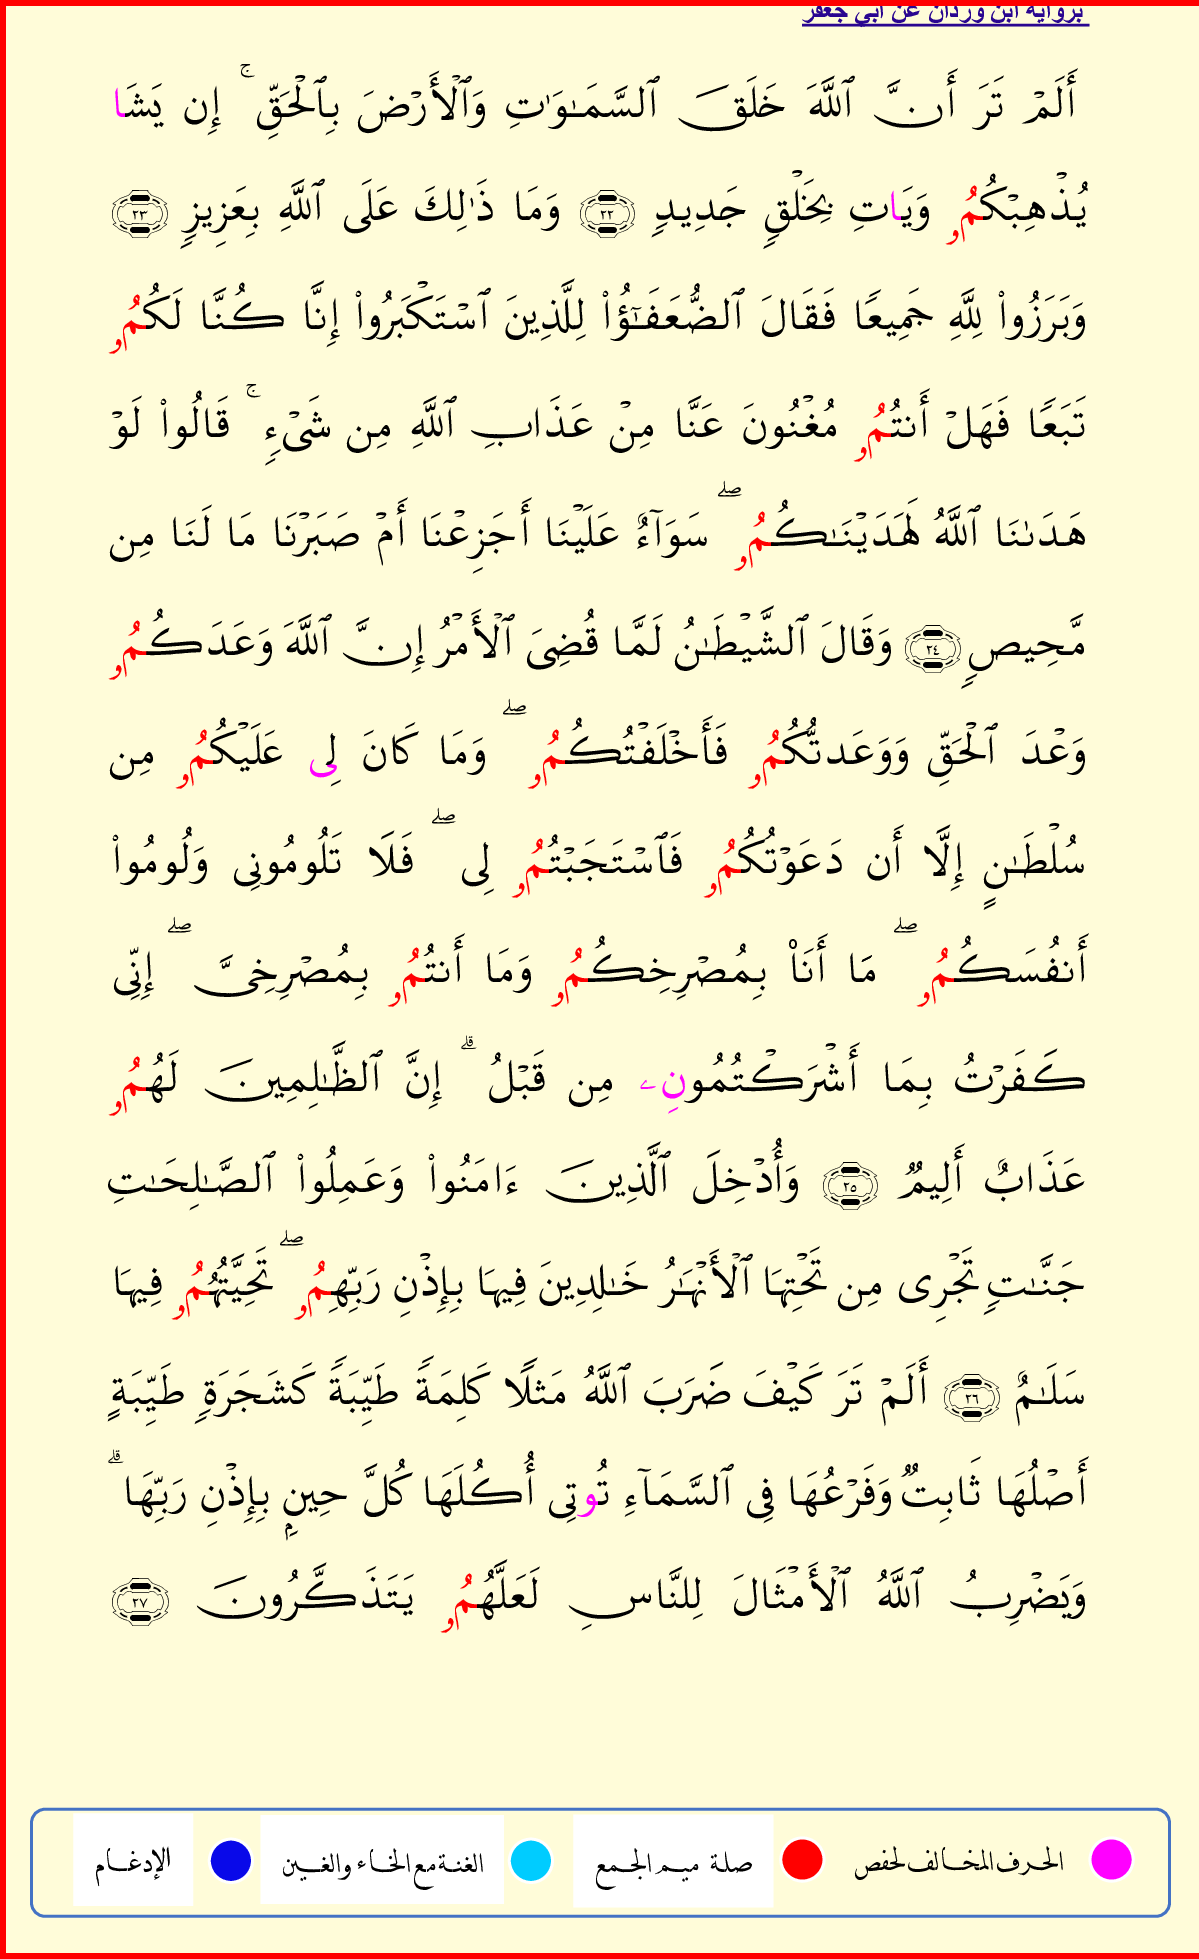 برواية ابن وردان عن أبي جعفر
أَلَمۡ تَرَ أَنَّ ٱللَّهَ خَلَقَ ٱلسَّمَـٰوَٰتِ وَٱلۡأَرۡضَ بِٱلۡحَقِّ ۚ إِن يَشَا
يُذۡهِبۡكُمُۥ وَيَاتِ بِخَلۡقٍ جَدِيدٍ ٢٢ وَمَا ذَٰلِكَ عَلَى ٱللَّهِ بِعَزِيزٍ ٢٣
وَبَرَزُوا۟ لِلَّهِ جَمِيعًا فَقَالَ ٱلضُّعَفَـٰٓؤُا۟ لِلَّذِينَ ٱسۡتَكۡبَرُوا۟ إِنَّا كُنَّا لَكُمُۥ
تَبَعًا فَهَلۡ أَنتُمُۥ مُغۡنُونَ عَنَّا مِنۡ عَذَابِ ٱللَّهِ مِن شَىۡءٍ ۚ قَالُوا۟ لَوۡ
هَدَىٰنَا ٱللَّهُ لَهَدَيۡنَـٰكُمُۥ ۖ سَوَآءٌ عَلَيۡنَا أَجَزِعۡنَا أَمۡ صَبَرۡنَا مَا لَنَا مِن
مَّحِيصٍ ٢٤ وَقَالَ ٱلشَّيۡطَـٰنُ لَمَّا قُضِىَ ٱلۡأَمۡرُ إِنَّ ٱللَّهَ وَعَدَكُمُۥ
وَعۡدَ ٱلۡحَقِّ وَوَعَدتُّكُمُۥ فَأَخۡلَفۡتُكُمُۥ ۖ وَمَا كَانَ لِى عَلَيۡكُمُۥ مِن
سُلۡطَـٰنٍ إِلَّا أَن دَعَوۡتُكُمُۥ فَٱسۡتَجَبۡتُمُۥ لِى ۖ فَلَا تَلُومُونِى وَلُومُوا۟
أَنفُسَكُمُۥ ۖ مَا أَنَا۠ بِمُصۡرِخِكُمُۥ وَمَا أَنتُمُۥ بِمُصۡرِخِىَّ ۖ إِنِّى
كَفَرۡتُ بِمَا أَشۡرَكۡتُمُونِۦ مِن قَبۡلُ ۗ إِنَّ ٱلظَّـٰلِمِينَ لَهُمُۥ
عَذَابٌ أَلِيمٌ ٢٥ وَأُدۡخِلَ ٱلَّذِينَ ءَامَنُوا۟ وَعَمِلُوا۟ ٱلصَّـٰلِحَـٰتِ
جَنَّـٰتٍ تَجۡرِى مِن تَحۡتِهَا ٱلۡأَنۡهَـٰرُ خَـٰلِدِينَ فِيهَا بِإِذۡنِ رَبِّهِمُۥ ۖ تَحِيَّتُهُمُۥ فِيهَا
سَلَـٰمٌ ٢٦ أَلَمۡ تَرَ كَيۡفَ ضَرَبَ ٱللَّهُ مَثَلًا كَلِمَةً طَيِّبَةً كَشَجَرَةٍ طَيِّبَةٍ
أَصۡلُهَا ثَابِتٌ وَفَرۡعُهَا فِى ٱلسَّمَآءِ تُوتِى أُكُلَهَا كُلَّ حِينٍۭ بِإِذۡنِ رَبِّهَا ۗ
وَيَضۡرِبُ ٱللَّهُ ٱلۡأَمۡثَالَ لِلنَّاسِ لَعَلَّهُمُۥ يَتَذَكَّرُونَ ٢٧
الحرف المخالف لحفص صلة ميم الجمع الغنة مع الخاء والغين الإدغام